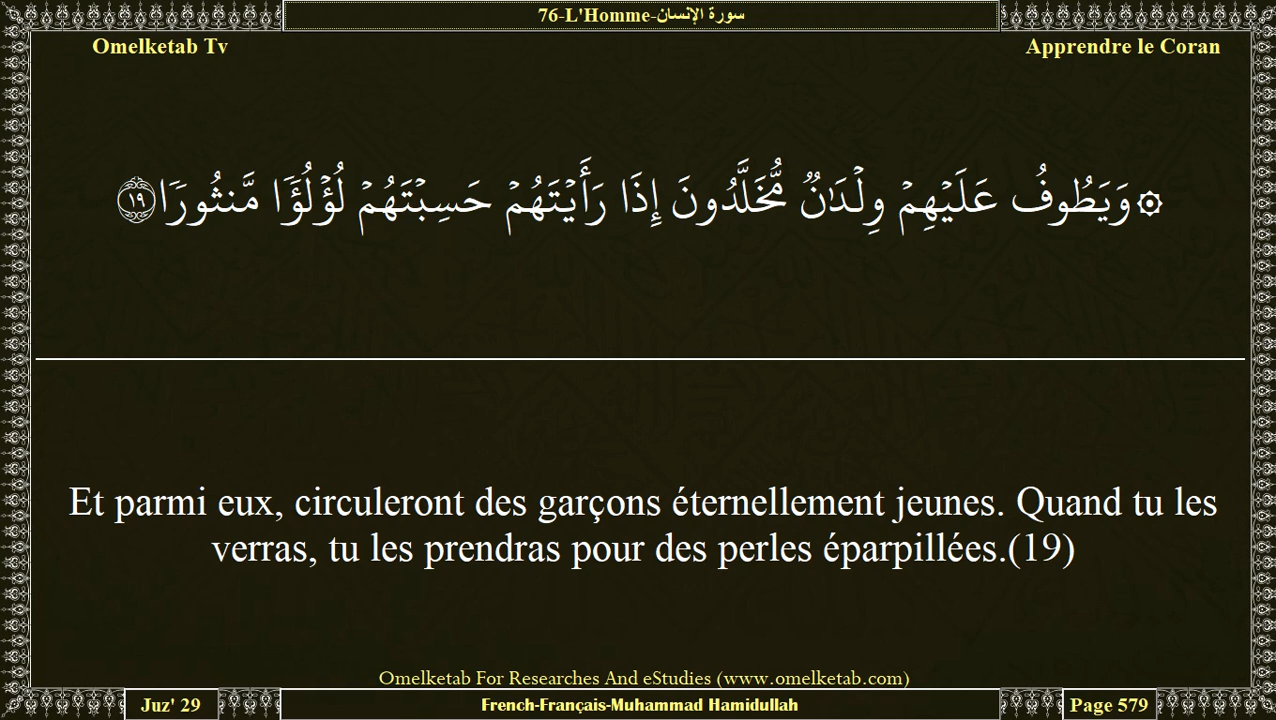 76-L'Homme-سورة الإنسان
Omelketab Tv
Apprendre le Coran
۞وَيَطُوفُ عَلَيۡهِمۡ وِلۡدَٰنٞ مُّخَلَّدُونَ إِذَا رَأَيۡتَهُمۡ حَسِبۡتَهُمۡ لُؤۡلُؤٗا مَّنثُورٗا ١٩
Et parmi eux, circuleront des garçons éternellement jeunes. Quand tu les
verras, tu les prendras pour des perles éparpillées.(19)
Omelketab For Researches And eStudies (www.omelketab.com)
Juz' 29
French-Français-Muhammad Hamidullah
Page 579